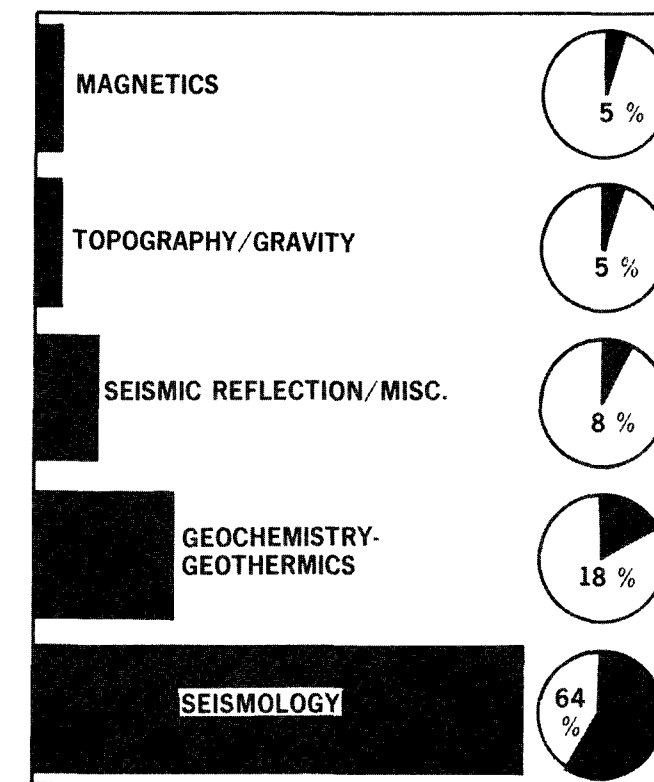 MAGNETICS
5 %
TOPOGRAPHY/GRAVITY
5 %
SEISMIC REFLECTION/MISC.
8 %
GEOCHEMISTRY-
GEOTHERMICS
18 %
SEISMOLOGY
64
%